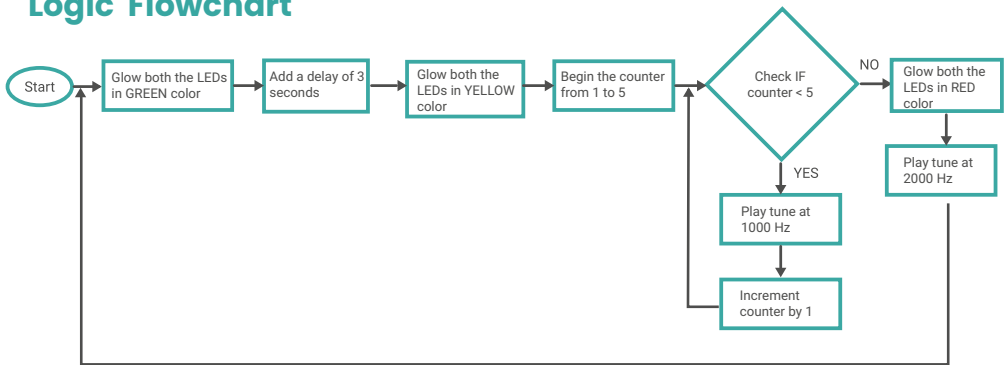 Logic Flowchart
Start
Glow both the LEDs
in GREEN color
Add a delay of 3
seconds
Glow both the
LEDs in YELLOW
color
Begin the counter
from 1 to 5
Check IF
counter < 5
NO
Glow both the
LEDs in RED
color
Play tune at
2000 Hz
YES
Play tune at
1000 Hz
Increment
counter by 1